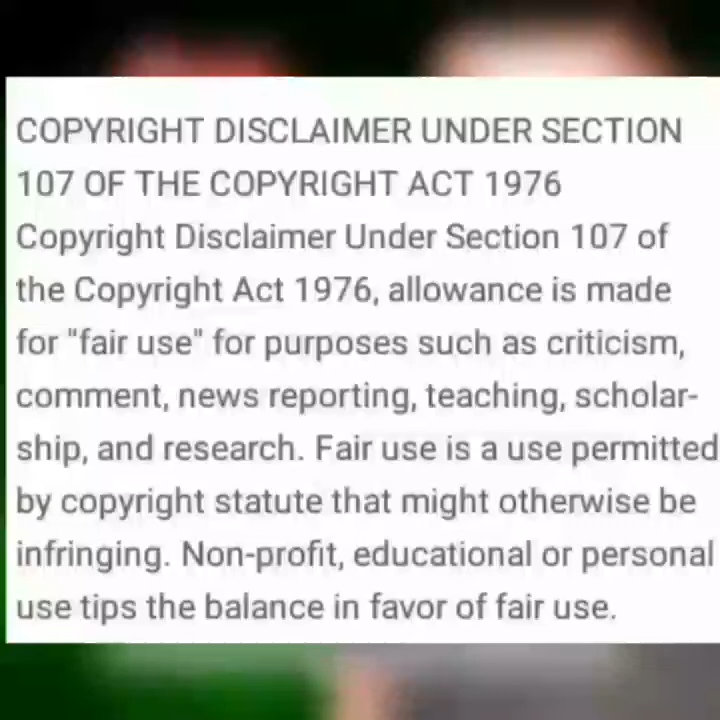 COPYRIGHT DISCLAIMER UNDER SECTION
107 OF THE COPYRIGHT ACT 1976
Copyright Disclaimer Under Section 107 of
the Copyright Act 1976, allowance is made
for "fair use" for purposes such as criticism,
comment, news reporting, teaching, scholar-
ship, and research. Fair use is a use permitted
by copyright statute that might otherwise be
infringing. Non-profit, educational or personal
use tips the balance in favor of fair use.